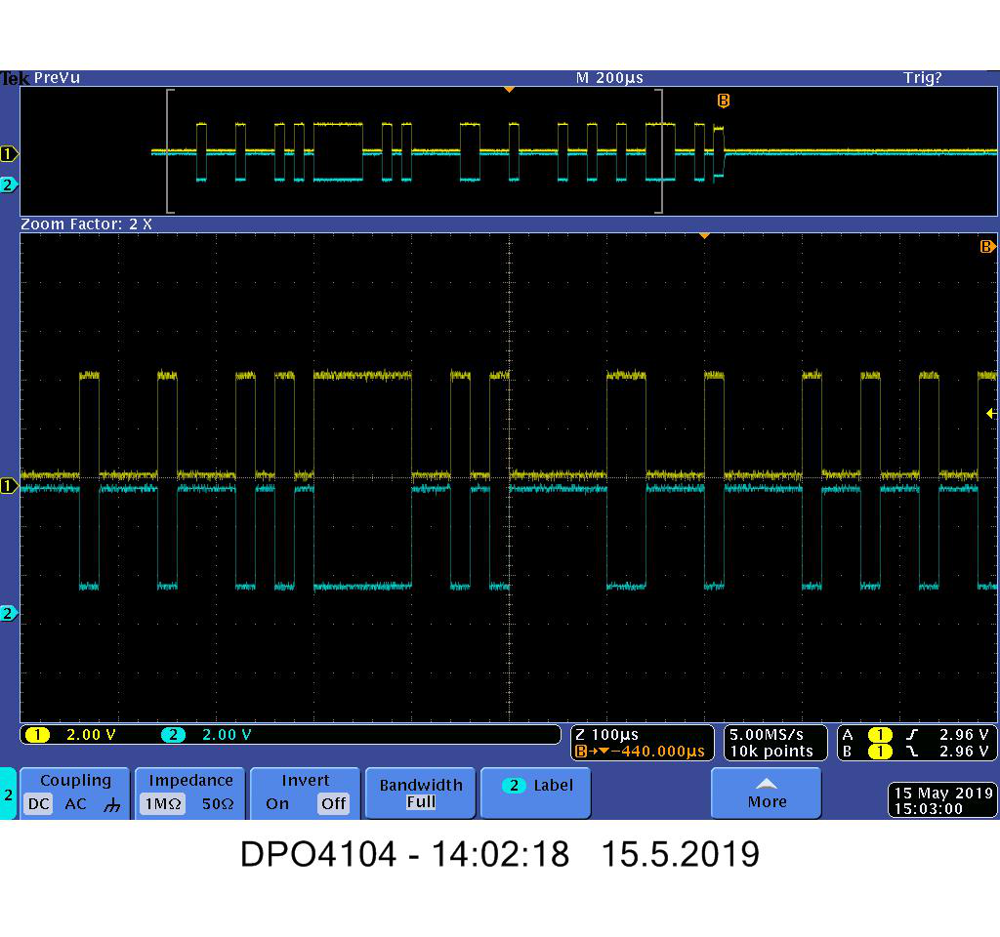 Tek PreVu M 200µs Trig?
B
1
2
Zoom Factor: 2 X
B
1
2
1 2.00 V 2 2.00 V
Z 100µs
B→▼−440.000µs
5.00MS/s
10k points
A 1 2.96 V
B 1 2.96 V
2
Coupling
DC AC
Impedance
1MΩ 50Ω
Invert
On Off
Bandwidth
Full
2 Label
More
15 May 2019
15:03:00
DPO4104 - 14:02:18 15.5.2019